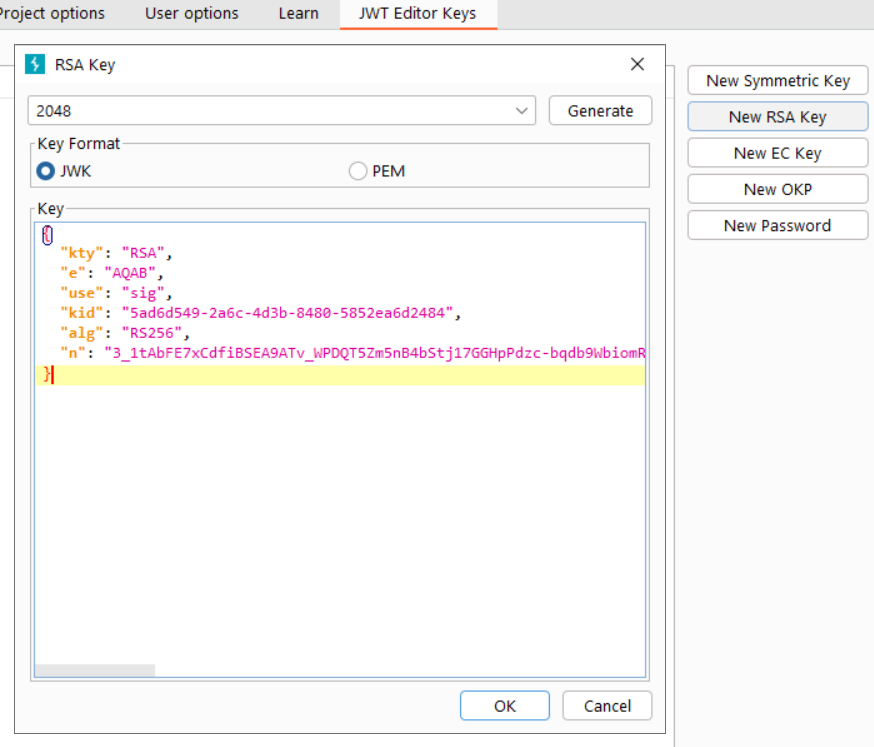 Project options User options Learn JWT Editor Keys
RSA Key
2048 Generate
Key Format
JWK PEM
Key
{
"kty": "RSA",
"e": "AQAB",
"use": "sig",
"kid": "5ad6d549-2a6c-4d3b-8480-5852ea6d2484",
"alg": "RS256",
"n": "3_1tAbFE7xCdfiBSEA9ATv_WPDQT5Zm5nB4bStj17GGHpPdzc-bqdb9WbiomR
}
OK Cancel
New Symmetric Key
New RSA Key
New EC Key
New OKP
New Password